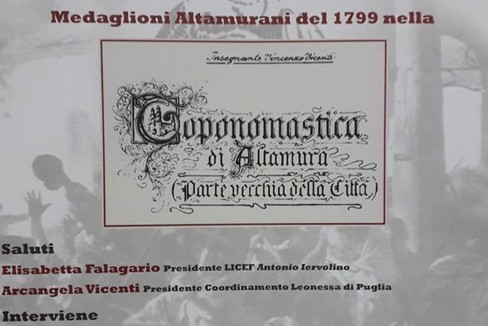 Medaglioni Altamurani del 1799 nella
Insegnante Vincenzo Vicenti
Toponomastica
di Altamura
(Parte vecchia della Città)
Saluti
Elisabetta Falagario Presidente LICEF Antonio Iervolino
Arcangela Vicenti Presidente Coordinamento Leonessa di Puglia
Interviene